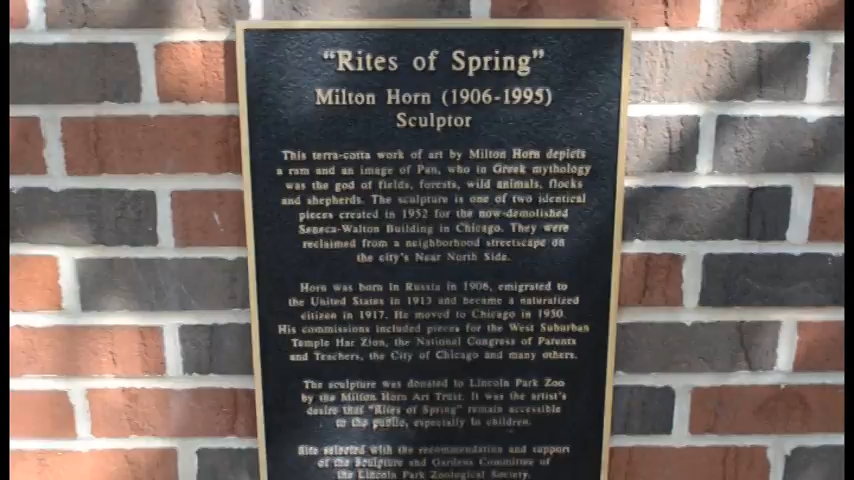 "Rites of Spring"
Milton Horn (1906-1995)
Sculptor
This terra-cotta work of art by Milton Horn depicts
a ram and an image of Pan, who in Greek mythology
was the god of fields, forests, wild animals, flocks
and shepherds. The sculpture is one of two identical
pieces created in 1952 for the now-demolished
Seneca-Walton Building in Chicago. They were
reclaimed from a neighborhood streetscape on
the city's Near North Side.
Horn was born in Russia in 1906, emigrated to
the United States in 1913 and became a naturalized
citizen in 1917. He moved to Chicago in 1950.
His commissions included pieces for the West Suburban
Temple Har Zion, the National Congress of Parents
and Teachers, the City of Chicago and many others.
The sculpture was donated to Lincoln Park Zoo
by the Milton Horn Art Trust. It was the artist's
desire that "Rites of Spring" remain accessible
to the public, especially to children.
Site selected with the recommendation and support
of the Sculpture and Gardens Committee of
the Lincoln Park Zoological Society.